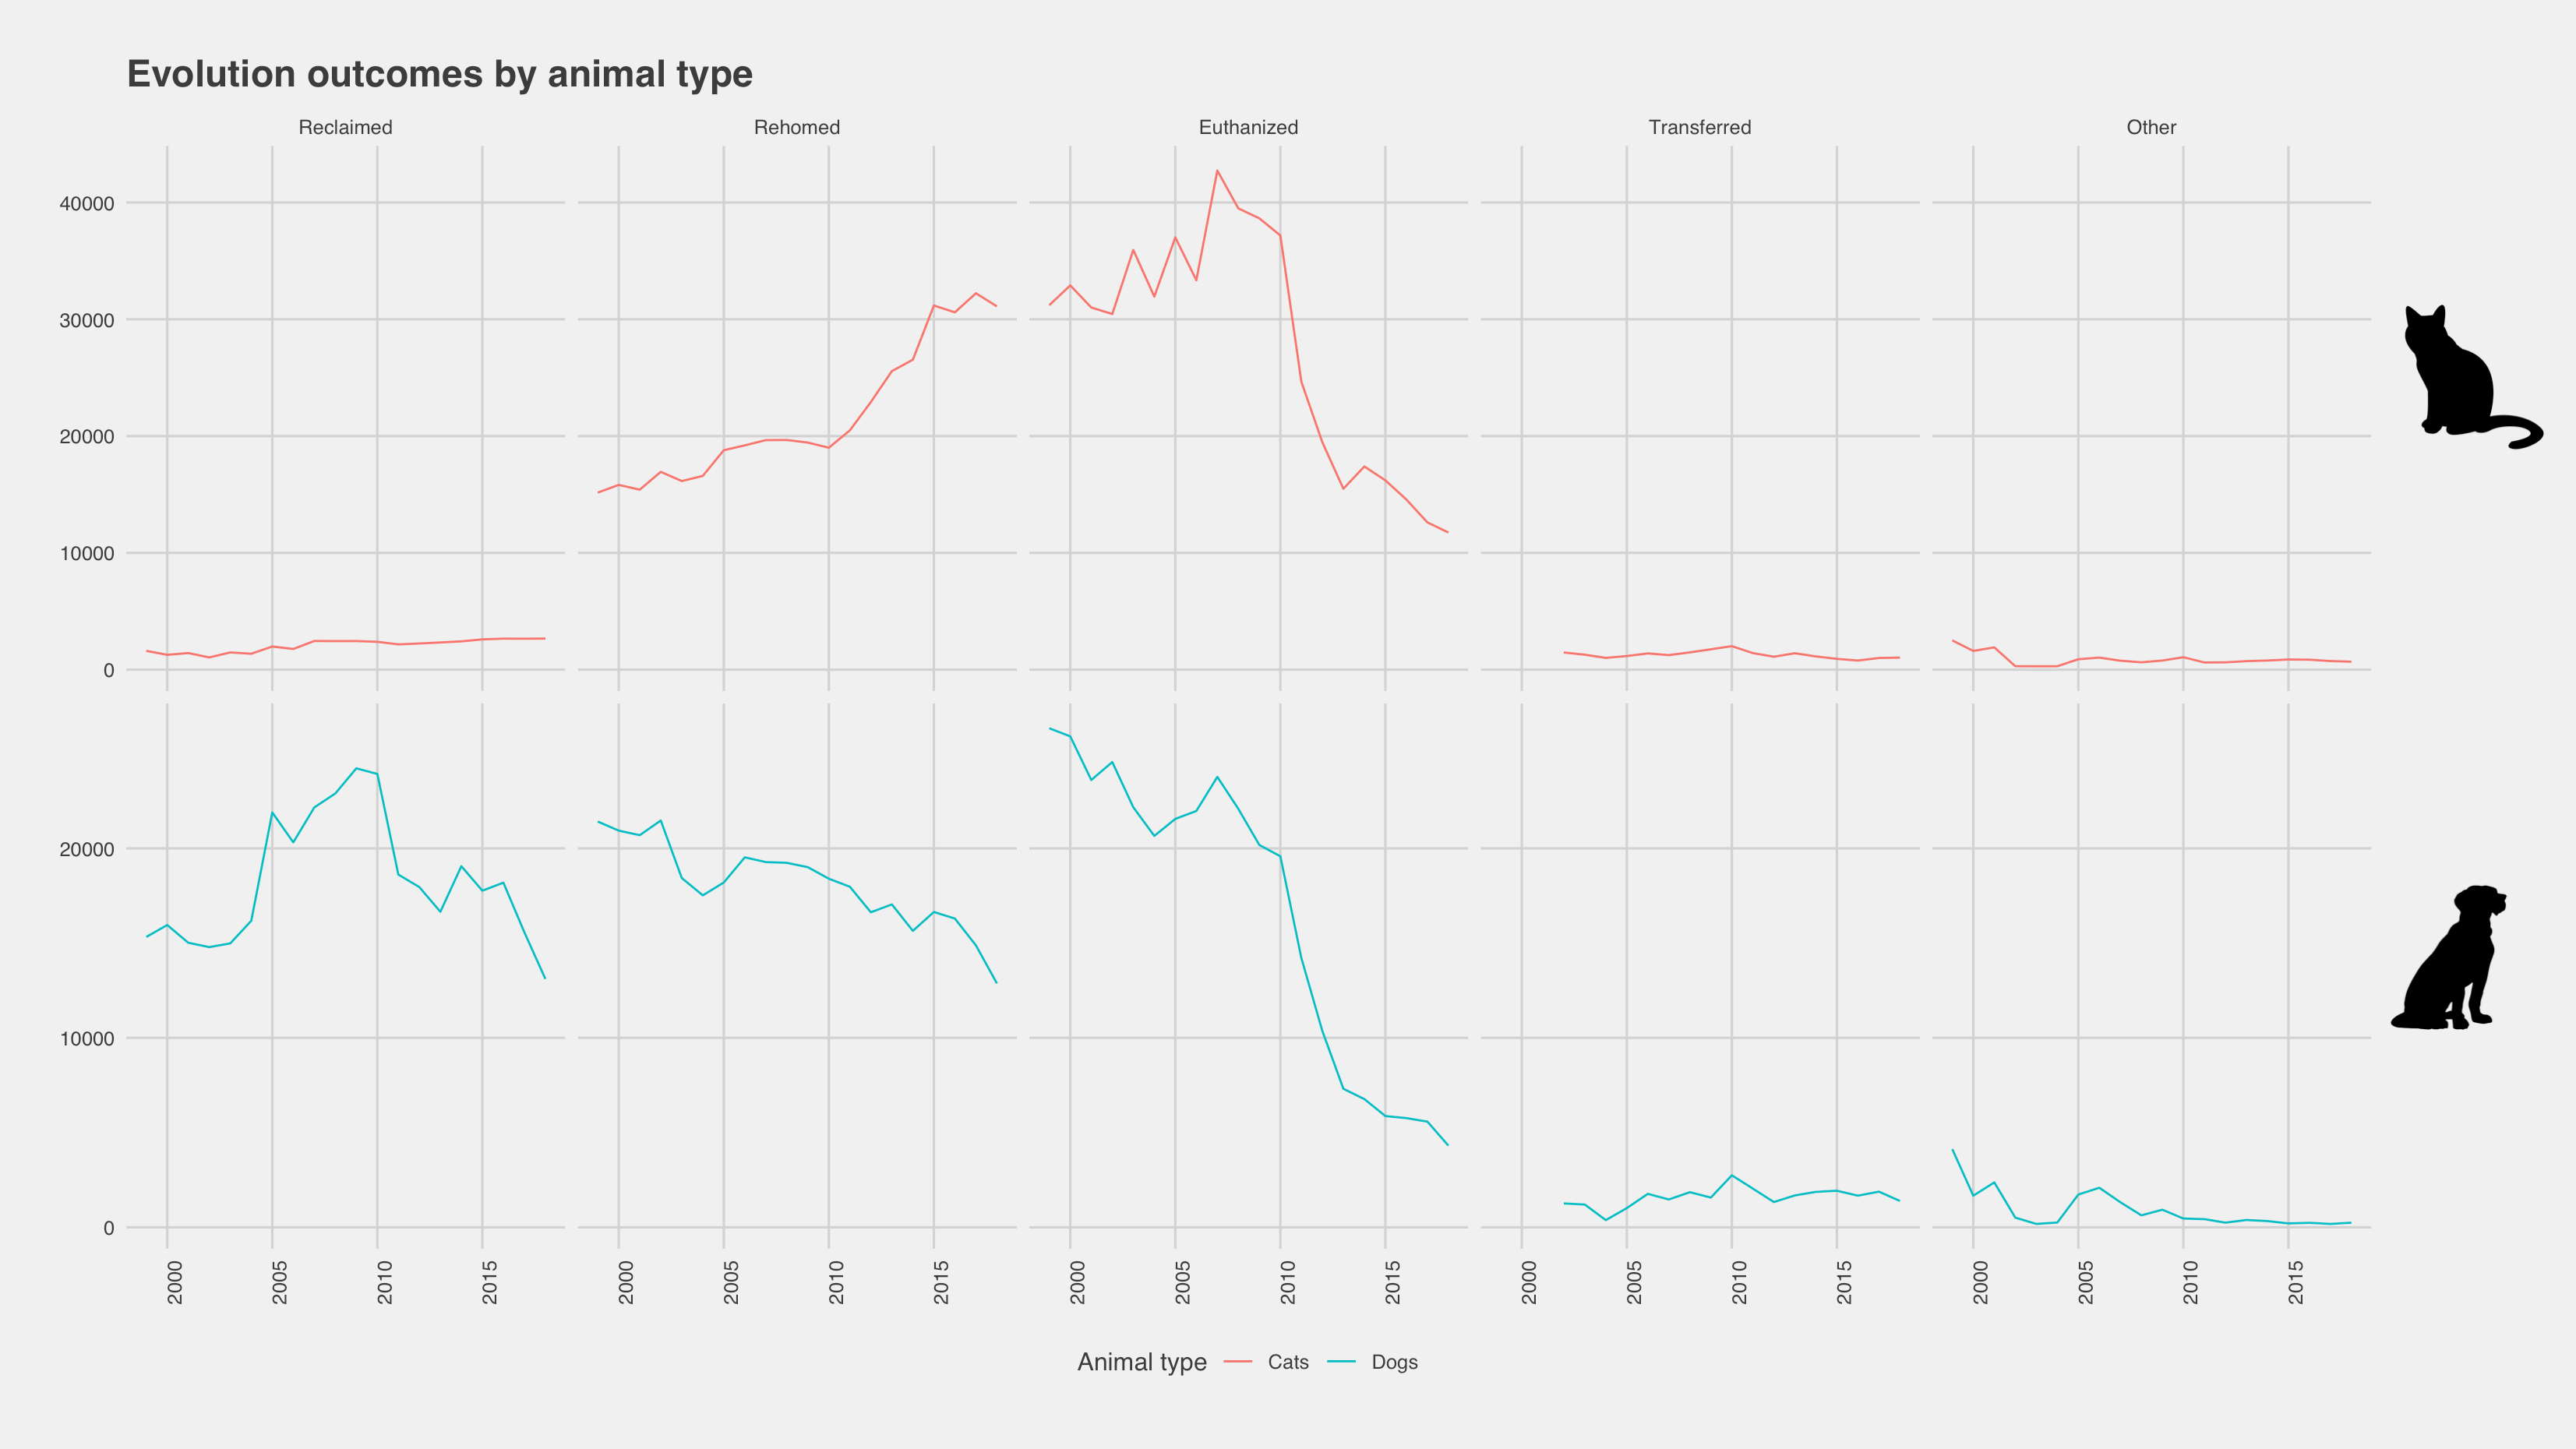 Evolution outcomes by animal type
Reclaimed Rehomed Euthanized Transferred Other
40000
30000
20000
10000
0
20000
10000
0
2000 2005 2010 2015 2000 2005 2010 2015 2000 2005 2010 2015 2000 2005 2010 2015 2000 2005 2010 2015
Animal type Cats Dogs